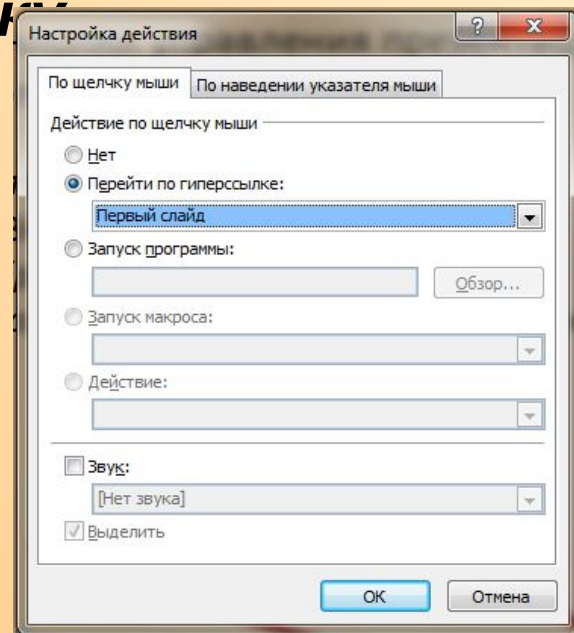 Настройка действия
По щелчку мыши По наведении указателя мыши
Действие по щелчку мыши
Нет
Перейти по гиперссылке:
Первый слайд
Запуск программы:
Обзор...
Запуск макроса:
Действие:
Звук:
[Нет звука]
Выделить
ОК Отмена